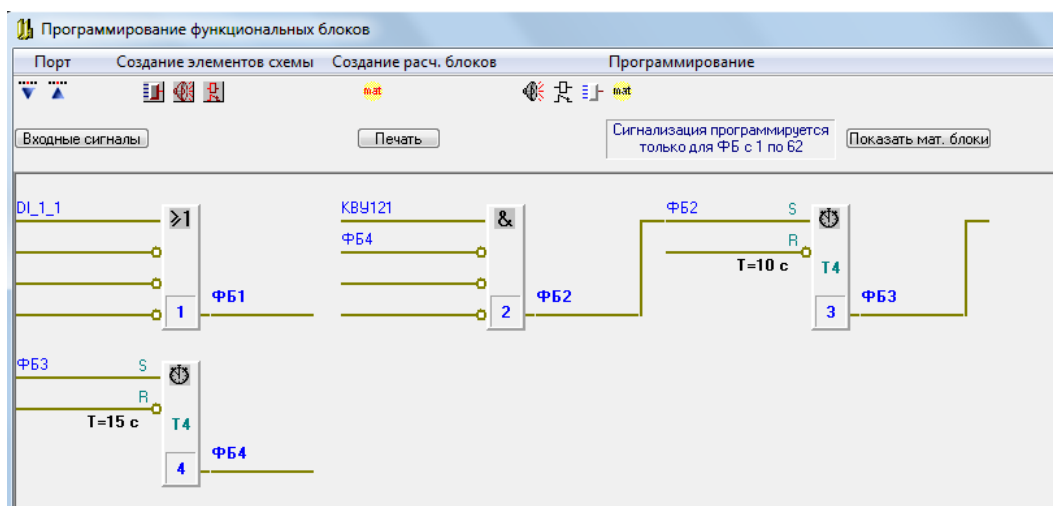 Программирование функциональных блоков
Порт Создание элементов схемы Создание расч. блоков Программирование
mat mat
Входные сигналы Печать Сигнализация программируется Показать мат. блоки
только для ФБ с 1 по 62
DI_1_1 ≥1 КВУ121 & ФБ2 S
ФБ4 R
T=10 с T4
1 ФБ1 2 ФБ2 3 ФБ3
ФБ3 S
R
T=15 с T4
4 ФБ4